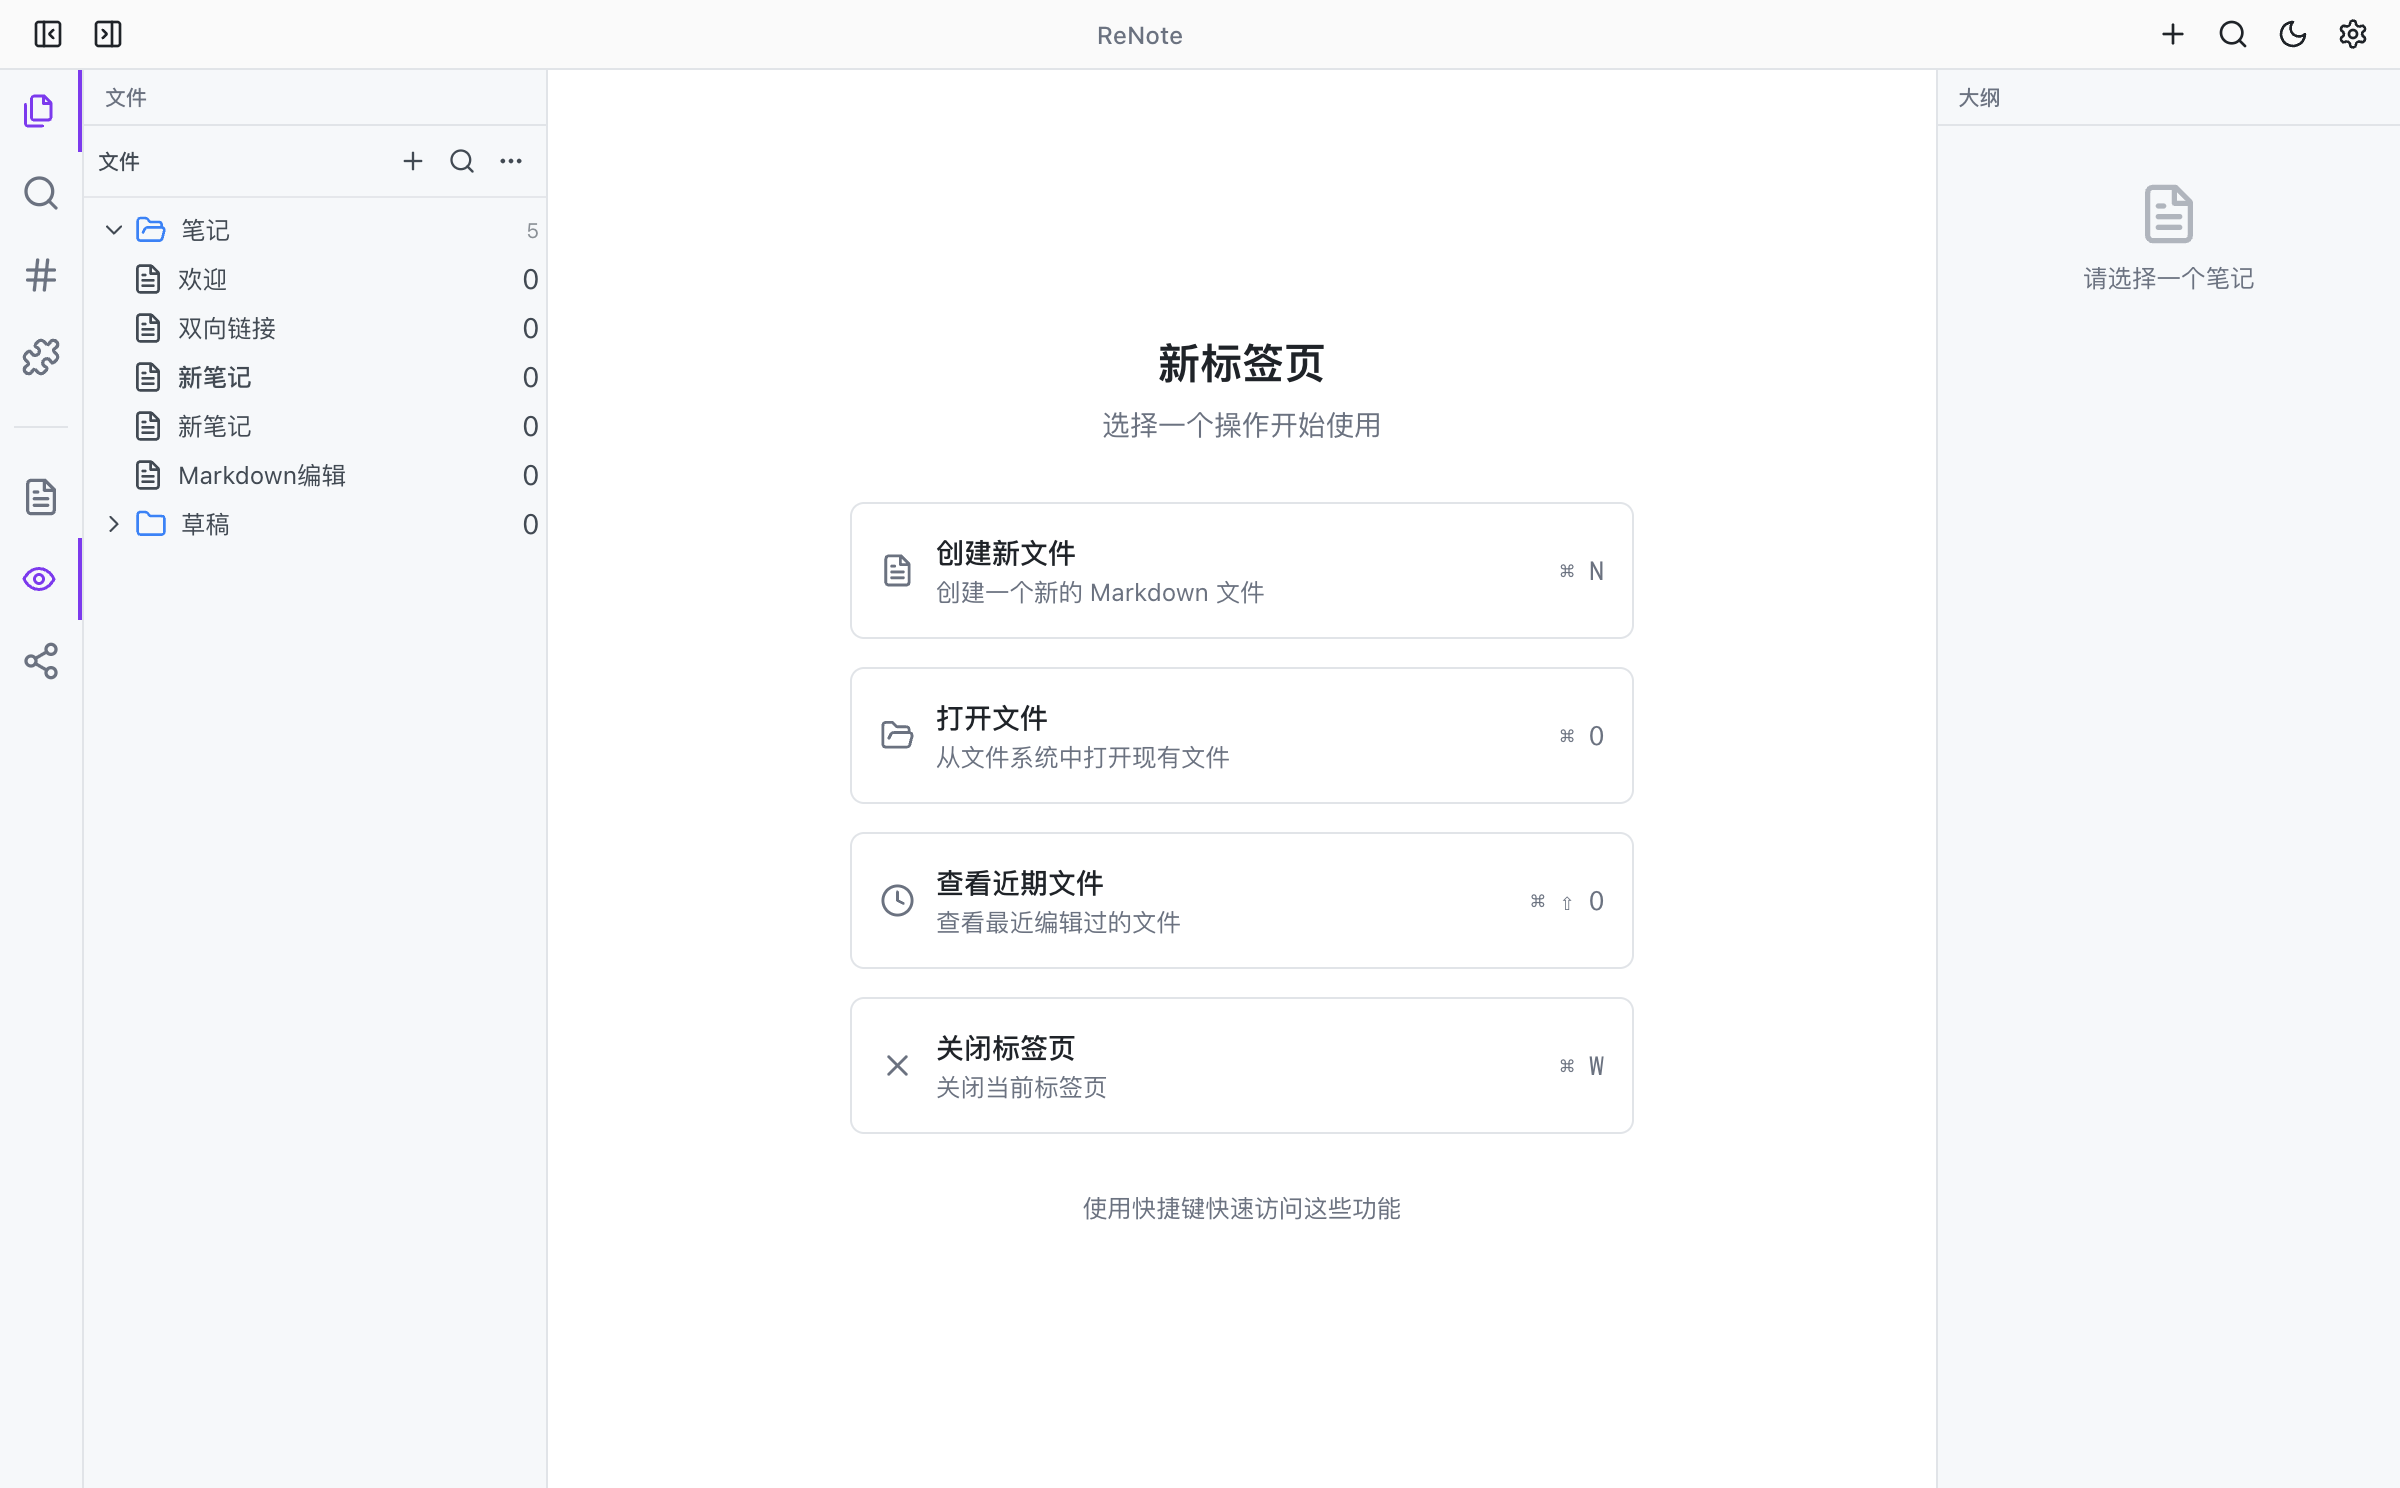 ReNote
文件
文件
笔记 5
欢迎 0
双向链接 0
新笔记 0
新笔记 0
Markdown编辑 0
草稿 0
新标签页
选择一个操作开始使用
创建新文件
创建一个新的 Markdown 文件
⌘ N
打开文件
从文件系统中打开现有文件
⌘ O
查看近期文件
查看最近编辑过的文件
⌘ ⇧ O
关闭标签页
关闭当前标签页
⌘ W
使用快捷键快速访问这些功能
大纲
请选择一个笔记